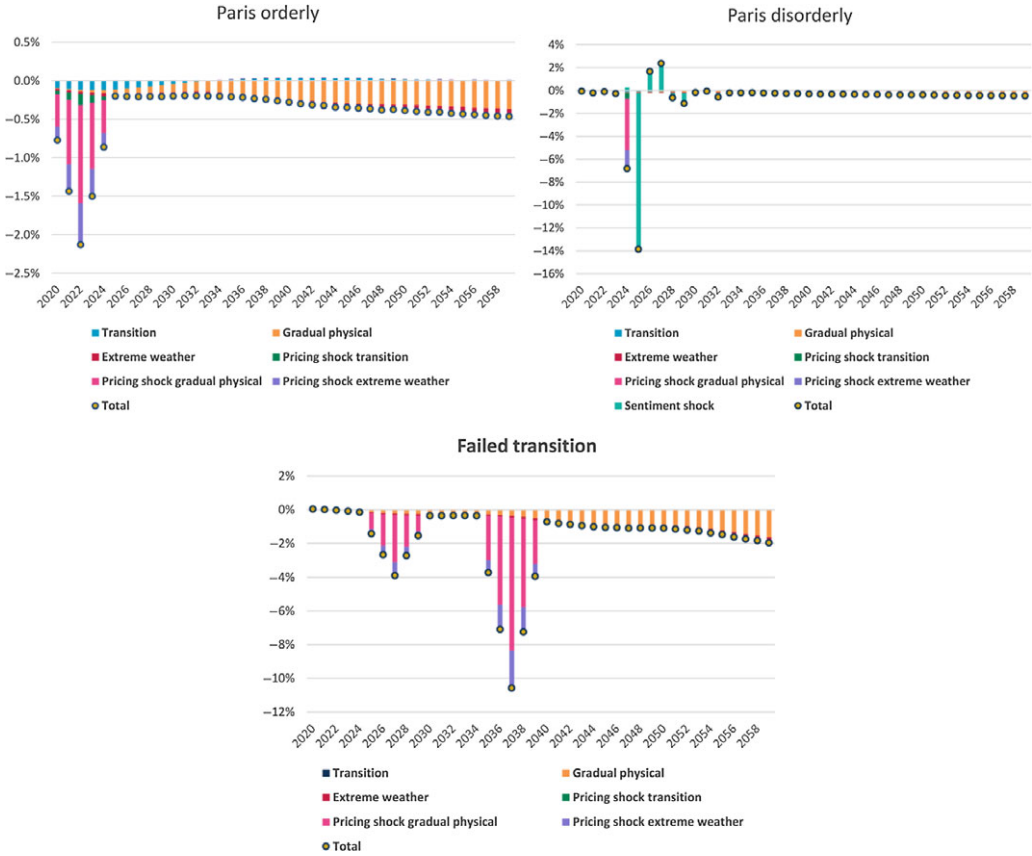 Paris orderly
0.5%
0.0%
−0.5%
−1.0%
−1.5%
−2.0%
−2.5%
2020 2022 2024 2026 2028 2030 2032 2034 2036 2038 2040 2042 2044 2046 2048 2050 2052 2054 2056 2058
Transition Gradual physical
Extreme weather Pricing shock transition
Pricing shock gradual physical Pricing shock extreme weather
Total
Paris disorderly
4%
2%
0%
−2%
−4%
−6%
−8%
−10%
−12%
−14%
−16%
2020 2022 2024 2026 2028 2030 2032 2034 2036 2038 2040 2042 2044 2046 2048 2050 2052 2054 2056 2058
Transition Gradual physical
Extreme weather Pricing shock transition
Pricing shock gradual physical Pricing shock extreme weather
Sentiment shock Total
Failed transition
2%
0%
−2%
−4%
−6%
−8%
−10%
−12%
2020 2022 2024 2026 2028 2030 2032 2034 2036 2038 2040 2042 2044 2046 2048 2050 2052 2054 2056 2058
Transition Gradual physical
Extreme weather Pricing shock transition
Pricing shock gradual physical Pricing shock extreme weather
Total